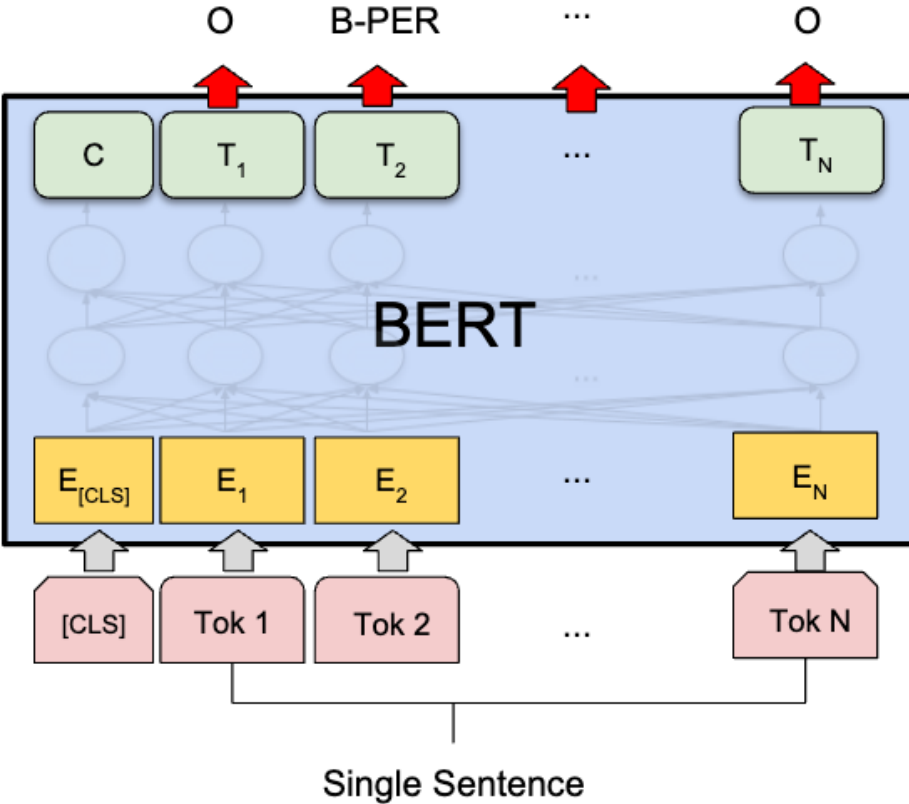 O B-PER ... O
C T1 T2 ... TN
...
BERT
...
E[CLS] E1 E2 ... EN
[CLS] Tok 1 Tok 2 ... Tok N
Single Sentence